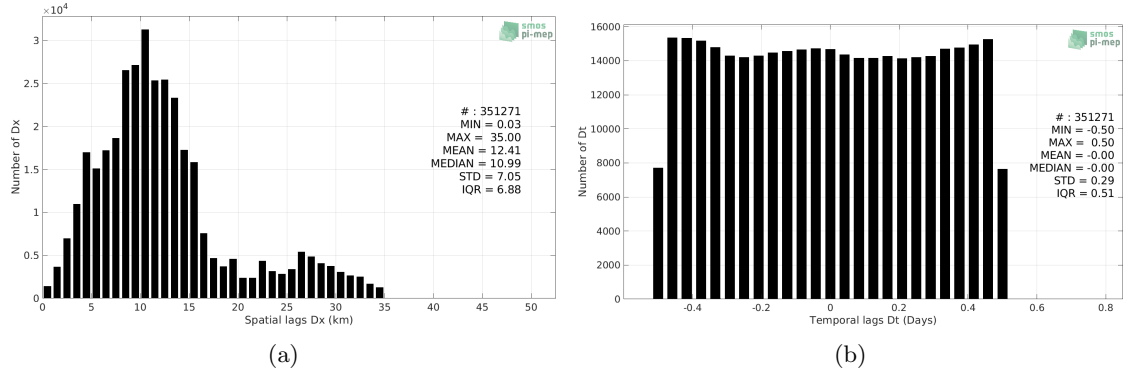 ×10⁴
3
2.5
2
1.5
1
0.5
0
Number of Dx
0 5 10 15 20 25 30 35 40 45 50
Spatial lags Dx (km)
smos
pi-mep
# : 351271
MIN = 0.03
MAX = 35.00
MEAN = 12.41
MEDIAN = 10.99
STD = 7.05
IQR = 6.88
(a)
16000
14000
12000
10000
8000
6000
4000
2000
0
Number of Dt
-0.4 -0.2 0 0.2 0.4 0.6 0.8
Temporal lags Dt (Days)
smos
pi-mep
# : 351271
MIN = -0.50
MAX = 0.50
MEAN = -0.00
MEDIAN = -0.00
STD = 0.29
IQR = 0.51
(b)